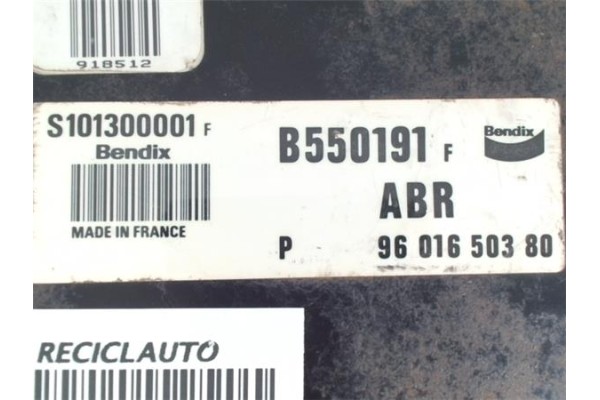 918512
S101300001 F
Bendix
MADE IN FRANCE
B550191 F
Bendix
ABR
P 96 016 503 80
RECICLAUTO